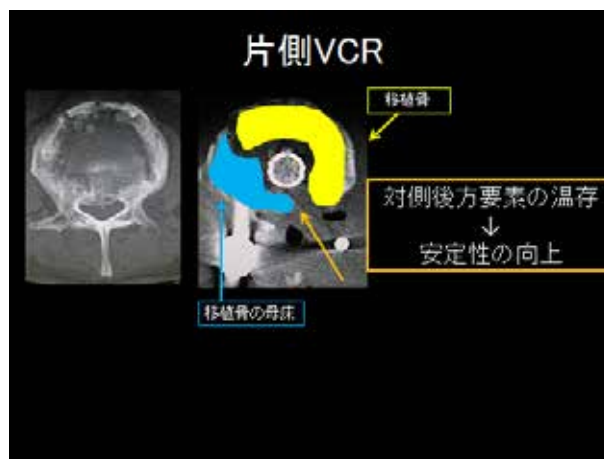 片側VCR
移植骨
対側後方要素の温存
↓
安定性の向上
移植骨の母床